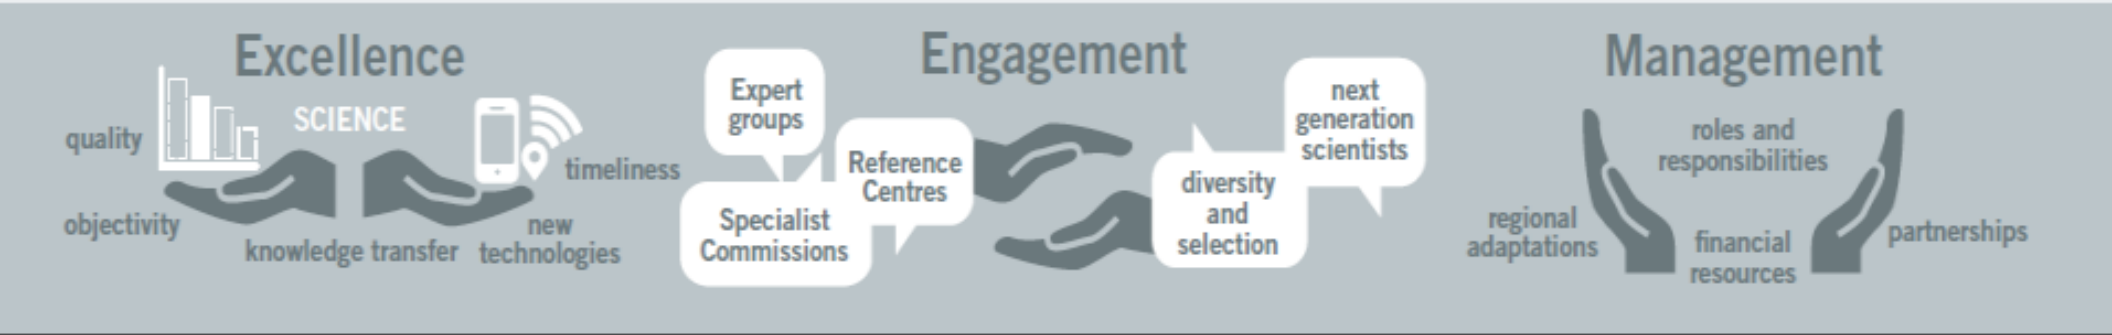 Excellence
SCIENCE
quality
timeliness
objectivity
knowledge transfer
new
technologies
Engagement
Expert
groups
Reference
Centres
Specialist
Commissions
diversity
and
selection
next
generation
scientists
Management
roles and
responsibilities
regional
adaptations
financial
resources
partnerships